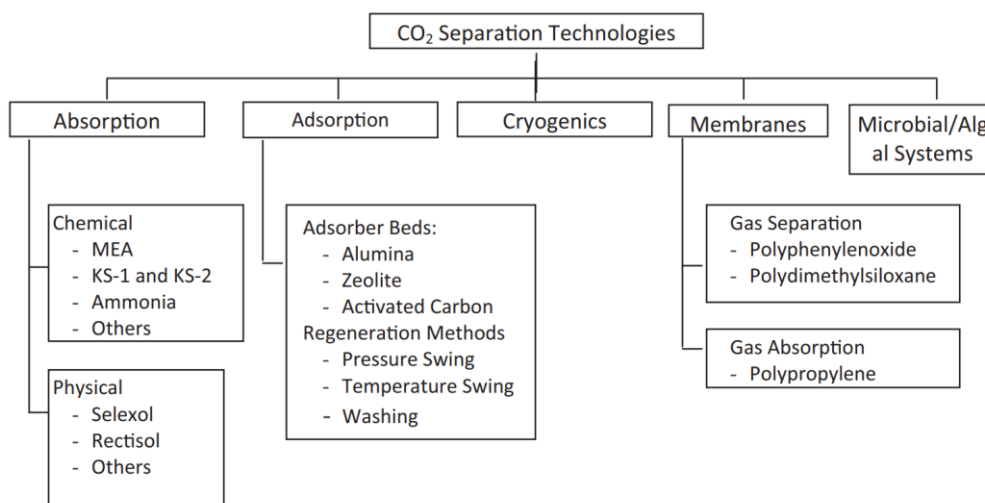 CO₂ Separation Technologies
Absorption
Adsorption
Cryogenics
Membranes
Microbial/Alg
al Systems
Chemical
- MEA
- KS-1 and KS-2
- Ammonia
- Others
Physical
- Selexol
- Rectisol
- Others
Adsorber Beds:
- Alumina
- Zeolite
- Activated Carbon
Regeneration Methods
- Pressure Swing
- Temperature Swing
- Washing
Gas Separation
- Polyphenylenoxide
- Polydimethylsiloxane
Gas Absorption
- Polypropylene